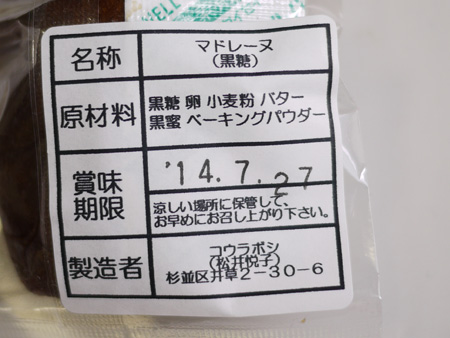 名称 マドレーヌ
(黒糖)
原材料 黒糖 卵 小麦粉 バター
黒蜜 ベーキングパウダー
賞味
期限 '14.7.27
涼しい場所に保管して、
お早めにお召し上がり下さい。
製造者 コウラボシ
(松井悦子)
杉並区井草2-30-6